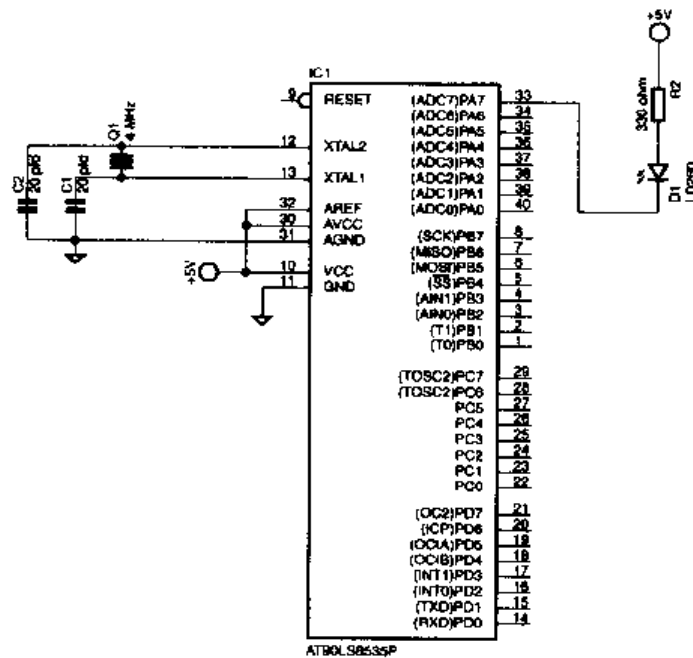 +5V
IC1
9 RESET
(ADC7)PA7 33
(ADC6)PA6 34
(ADC5)PA5 35
(ADC4)PA4 36
(ADC3)PA3 37
(ADC2)PA2 38
(ADC1)PA1 39
(ADC0)PA0 40
330 ohm
R2
D1
Q1
4 MHz
12 XTAL2
13 XTAL1
C2
20 pfd
C1
20 pfd
32 AREF
30 AVCC
31 AGND
+5V
10 VCC
11 GND
(SCK)PB7 8
(MISO)PB6 7
(MOSI)PB5 6
(SS)PB4 5
(AIN1)PB3 4
(AIN0)PB2 3
(T1)PB1 2
(T0)PB0 1
(TOSC2)PC7 29
(TOSC2)PC6 28
PC5 27
PC4 26
PC3 25
PC2 24
PC1 23
PC0 22
(OC2)PD7 21
(ICP)PD6 20
(OCIA)PD5 19
(OCIB)PD4 18
(INT1)PD3 17
(INT0)PD2 16
(TXD)PD1 15
(RXD)PD0 14
AT90LS8535P